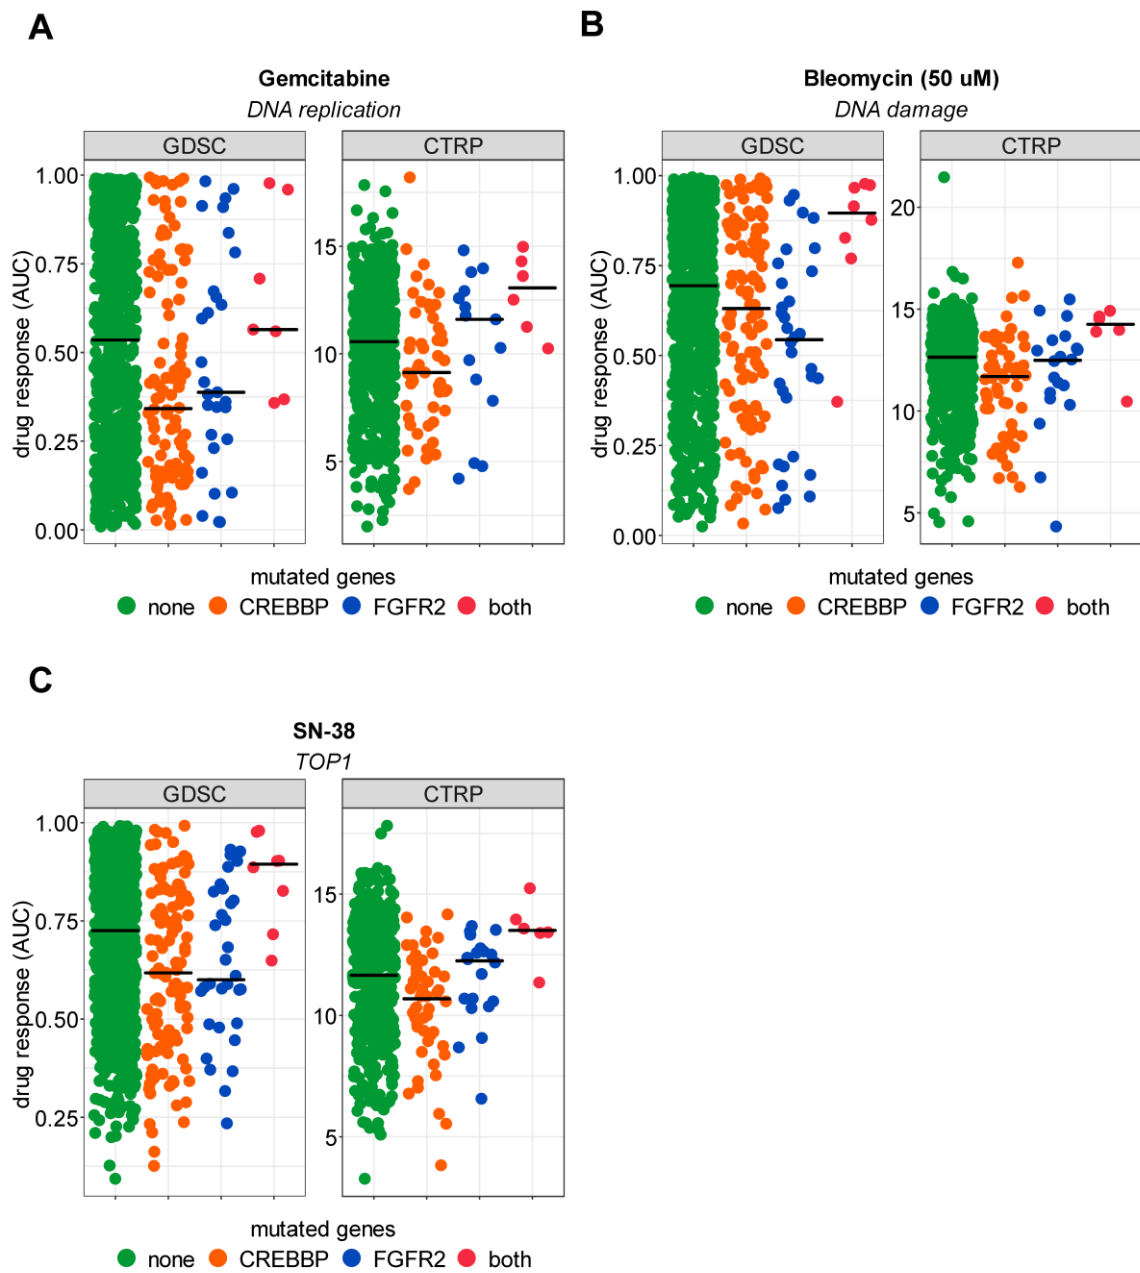 A
Gemcitabine
DNA replication
GDSC
CTRP
drug response (AUC)
1.00
0.75
0.50
0.25
0.00
15
10
5
mutated genes
none CREBBP FGFR2 both
B
Bleomycin (50 uM)
DNA damage
GDSC
CTRP
drug response (AUC)
1.00
0.75
0.50
0.25
0.00
20
15
10
5
mutated genes
none CREBBP FGFR2 both
C
SN-38
TOP1
GDSC
CTRP
drug response (AUC)
1.00
0.75
0.50
0.25
15
10
5
mutated genes
none CREBBP FGFR2 both